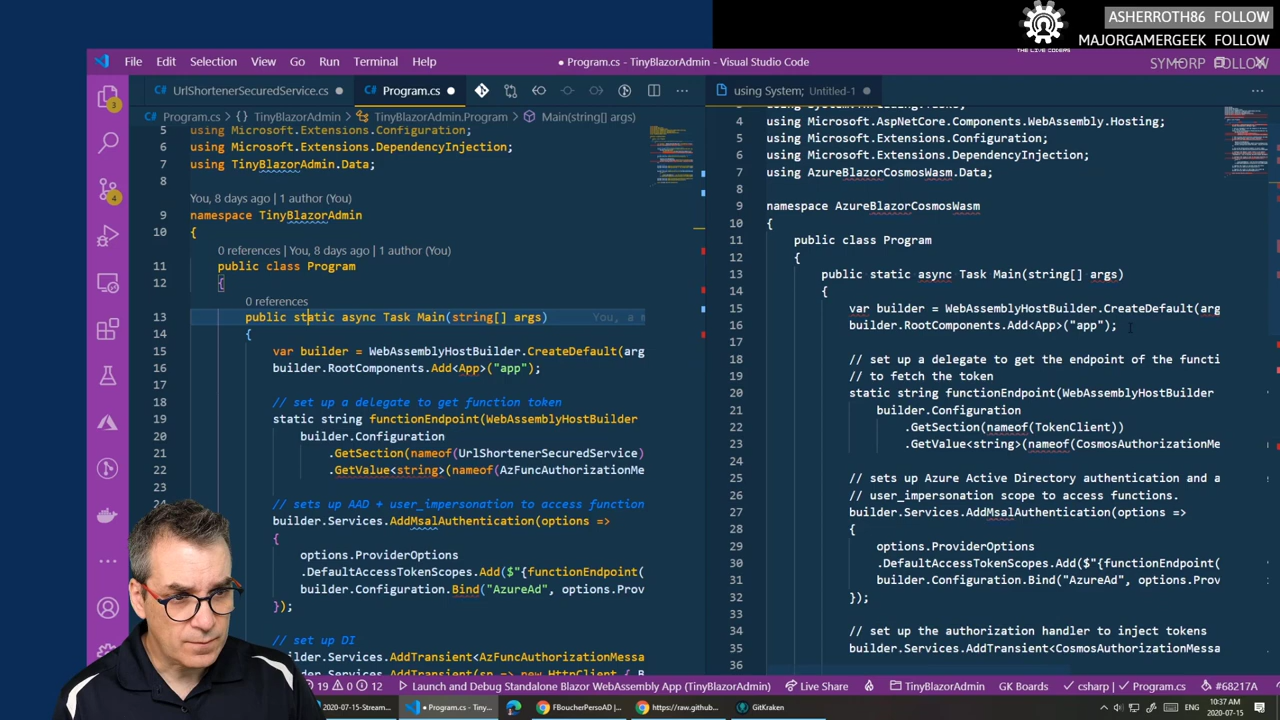 ASHERROTH86 FOLLOW
MAJORGAMERGEEK FOLLOW
SYMORP FOLLOW
THE LIVE CODERS
File Edit Selection View Go Run Terminal Help
● Program.cs - TinyBlazorAdmin - Visual Studio Code
UrlShortenerSecuredService.cs ● Program.cs ●
Program.cs > {} TinyBlazorAdmin > TinyBlazorAdmin.Program > Main(string[] args)
5 using Microsoft.Extensions.Configuration;
6 using Microsoft.Extensions.DependencyInjection;
7 using TinyBlazorAdmin.Data;
8
You, 8 days ago | 1 author (You)
9 namespace TinyBlazorAdmin
10 {
0 references | You, 8 days ago | 1 author (You)
11 public class Program
12 {
0 references
13 public static async Task Main(string[] args) You, a m
14 {
15 var builder = WebAssemblyHostBuilder.CreateDefault(arg
16 builder.RootComponents.Add<App>("app");
17
18 // set up a delegate to get function token
19 static string functionEndpoint(WebAssemblyHostBuilder
20 builder.Configuration
21 .GetSection(nameof(UrlShortenerSecuredService)
22 .GetValue<string>(nameof(AzFuncAuthorizationMe
23
24 // sets up AAD + user_impersonation to access function
builder.Services.AddMsalAuthentication(options =>
{
options.ProviderOptions
.DefaultAccessTokenScopes.Add($"{functionEndpoint(
builder.Configuration.Bind("AzureAd", options.Prov
});
// set up DI
builder.Services.AddTransient<AzFuncAuthorizationMessa
using System; Untitled-1 ●
4 using Microsoft.AspNetCore.Components.WebAssembly.Hosting;
5 using Microsoft.Extensions.Configuration;
6 using Microsoft.Extensions.DependencyInjection;
7 using AzureBlazorCosmosWasm.Data;
8
9 namespace AzureBlazorCosmosWasm
10 {
11 public class Program
12 {
13 public static async Task Main(string[] args)
14 {
15 var builder = WebAssemblyHostBuilder.CreateDefault(arg
16 builder.RootComponents.Add<App>("app");
17
18 // set up a delegate to get the endpoint of the functi
19 // to fetch the token
20 static string functionEndpoint(WebAssemblyHostBuilder
21 builder.Configuration
22 .GetSection(nameof(TokenClient))
23 .GetValue<string>(nameof(CosmosAuthorizationMe
24
25 // sets up Azure Active Directory authentication and a
26 // user_impersonation scope to access functions.
27 builder.Services.AddMsalAuthentication(options =>
28 {
29 options.ProviderOptions
30 .DefaultAccessTokenScopes.Add($"{functionEndpoint(
31 builder.Configuration.Bind("AzureAd", options.Prov
32 });
33
34 // set up the authorization handler to inject tokens
35 builder.Services.AddTransient<CosmosAuthorizationMessa
36
19 0 12 Launch and Debug Standalone Blazor WebAssembly App (TinyBlazorAdmin) Live Share TinyBlazorAdmin GK Boards csharp | Program.cs #68217A
2020-07-15-Stream... ● Program.cs - Tiny... FBoucherPersoAD | ... https://raw.github... GitKraken
10:37 AM
2020-07-15